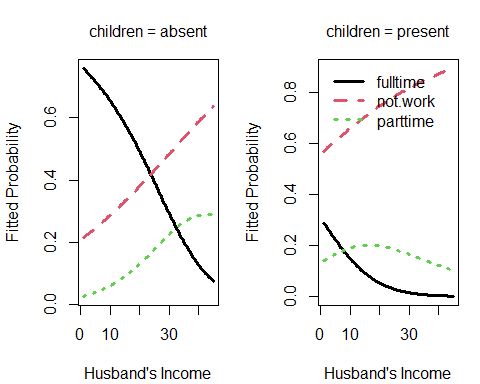 children = absent
Fitted Probability
0.0 0.2 0.4 0.6
0 10 30
Husband's Income
children = present
Fitted Probability
0.0 0.2 0.4 0.6 0.8
fulltime
not.work
parttime
0 10 30
Husband's Income